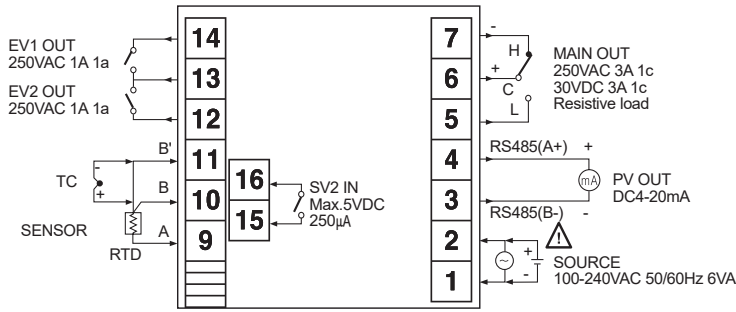 EV1 OUT
250VAC 1A 1a
EV2 OUT
250VAC 1A 1a
14
13
12
11
10
9
B'
B
A
-
TC
+
SENSOR
RTD
16
15
SV2 IN
Max.5VDC
250µA
7
6
5
4
3
2
1
-
H
+
C
L
MAIN OUT
250VAC 3A 1c
30VDC 3A 1c
Resistive load
RS485(A+) +
mA
PV OUT
DC4-20mA
RS485(B-) -
!
~
+
-
SOURCE
100-240VAC 50/60Hz 6VA